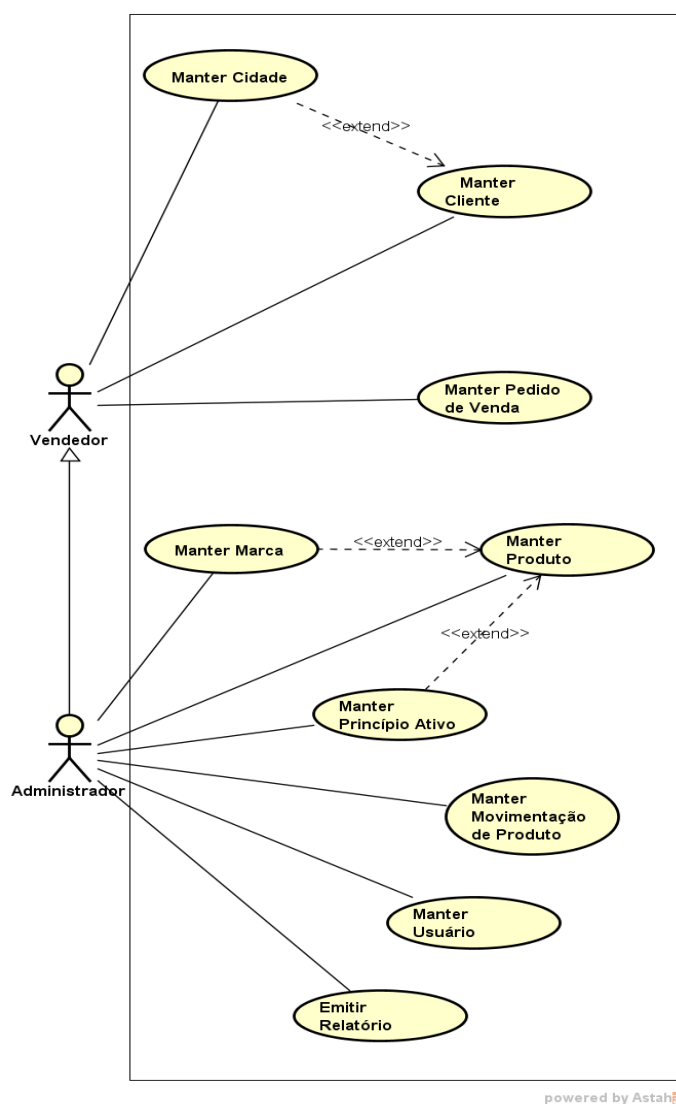 Manter Cidade
<<extend>>
Manter
Cliente
Manter Pedido
de Venda
Vendedor
Manter Marca
<<extend>>
Manter
Produto
<<extend>>
Manter
Princípio Ativo
Administrador
Manter
Movimentação
de Produto
Manter
Usuário
Emitir
Relatório
powered by Astah